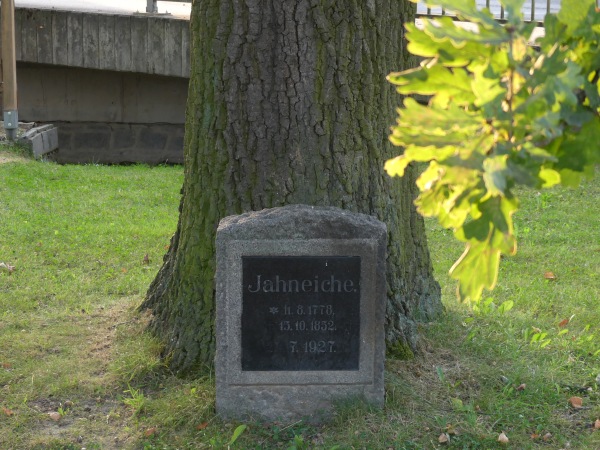 Jahneiche.
* 11. 8. 1778.
15. 10. 1852.
7. 1927.